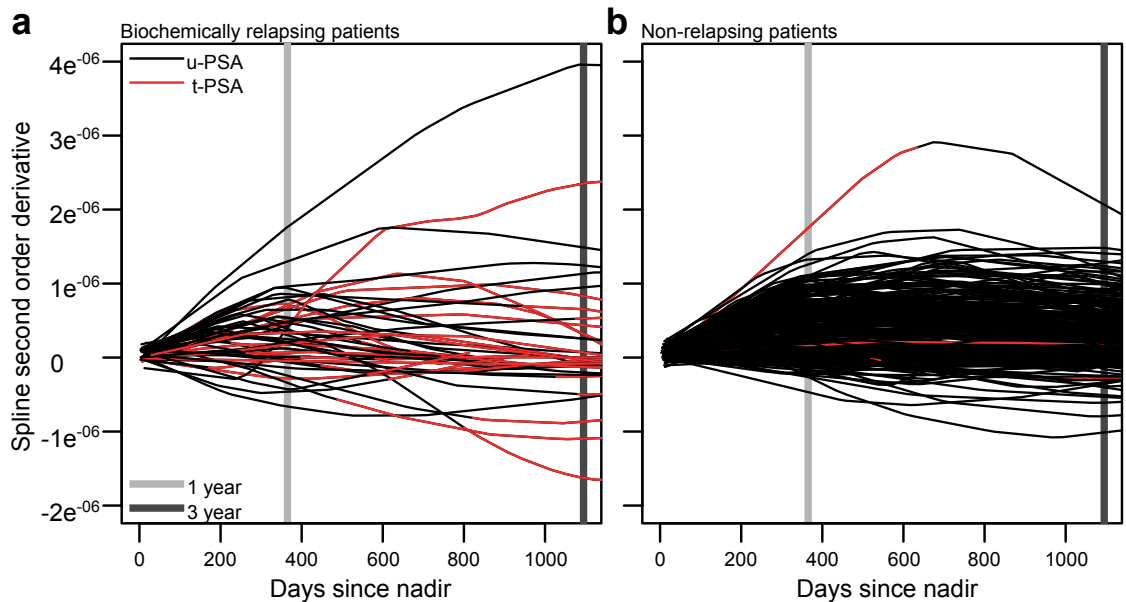 a
Biochemically relapsing patients
b
Non-relapsing patients
u-PSA
t-PSA
4e-06
3e-06
2e-06
1e-06
0
-1e-06
-2e-06
Spline second order derivative
1 year
3 year
0 200 400 600 800 1000
0 200 400 600 800 1000
Days since nadir
Days since nadir